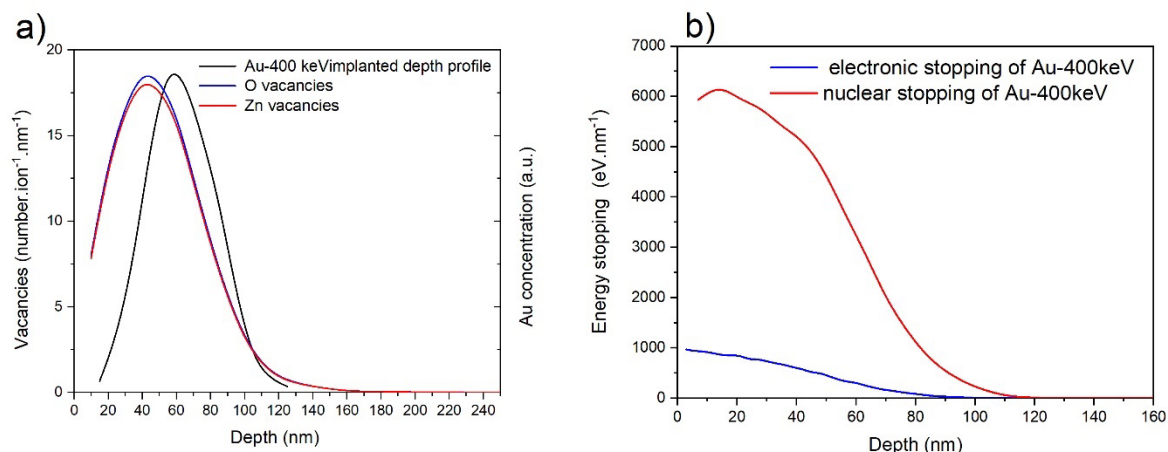 a)
Vacancies (number.ion⁻¹.nm⁻¹)
20
15
10
5
0
Au-400 keVimplanted depth profile
O vacancies
Zn vacancies
Au concentration (a.u.)
0 20 40 60 80 100 120 140 160 180 200 220 240
Depth (nm)
b)
Energy stopping (eV.nm⁻¹)
7000
6000
5000
4000
3000
2000
1000
0
electronic stopping of Au-400keV
nuclear stopping of Au-400keV
0 20 40 60 80 100 120 140 160
Depth (nm)